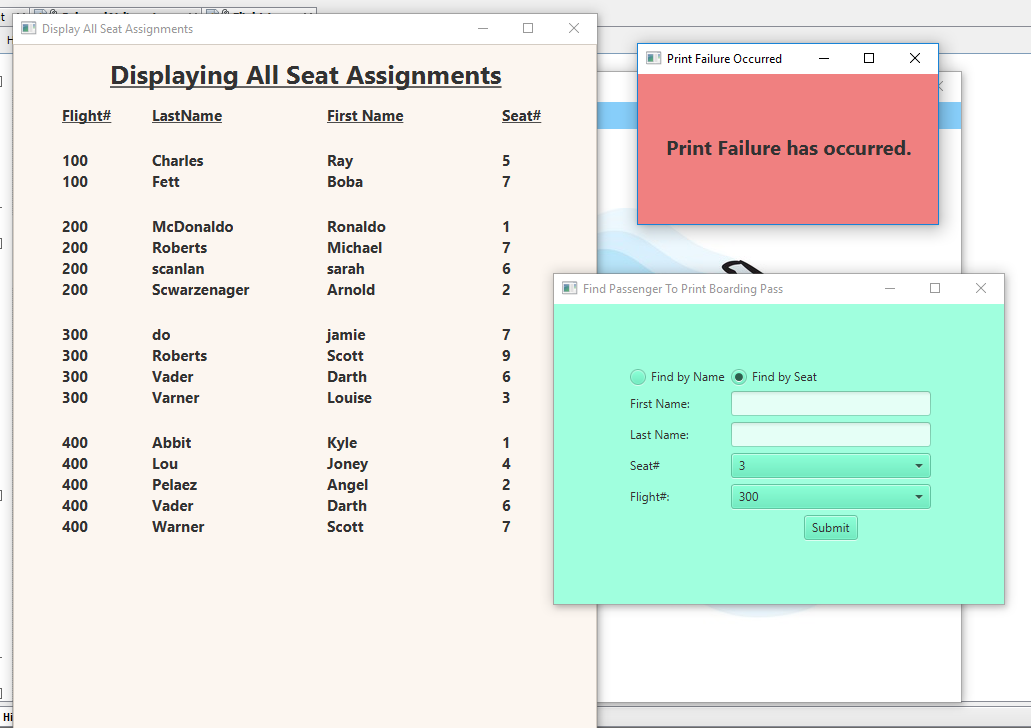 Display All Seat Assignments
Displaying All Seat Assignments
Flight# LastName First Name Seat#
100 Charles Ray 5
100 Fett Boba 7
200 McDonaldo Ronaldo 1
200 Roberts Michael 7
200 scanlan sarah 6
200 Scwarzenager Arnold 2
300 do jamie 7
300 Roberts Scott 9
300 Vader Darth 6
300 Varner Louise 3
400 Abbit Kyle 1
400 Lou Joney 4
400 Pelaez Angel 2
400 Vader Darth 6
400 Warner Scott 7
Print Failure Occurred
Print Failure has occurred.
Find Passenger To Print Boarding Pass
Find by Name Find by Seat
First Name:
Last Name:
Seat# 3
Flight#: 300
Submit